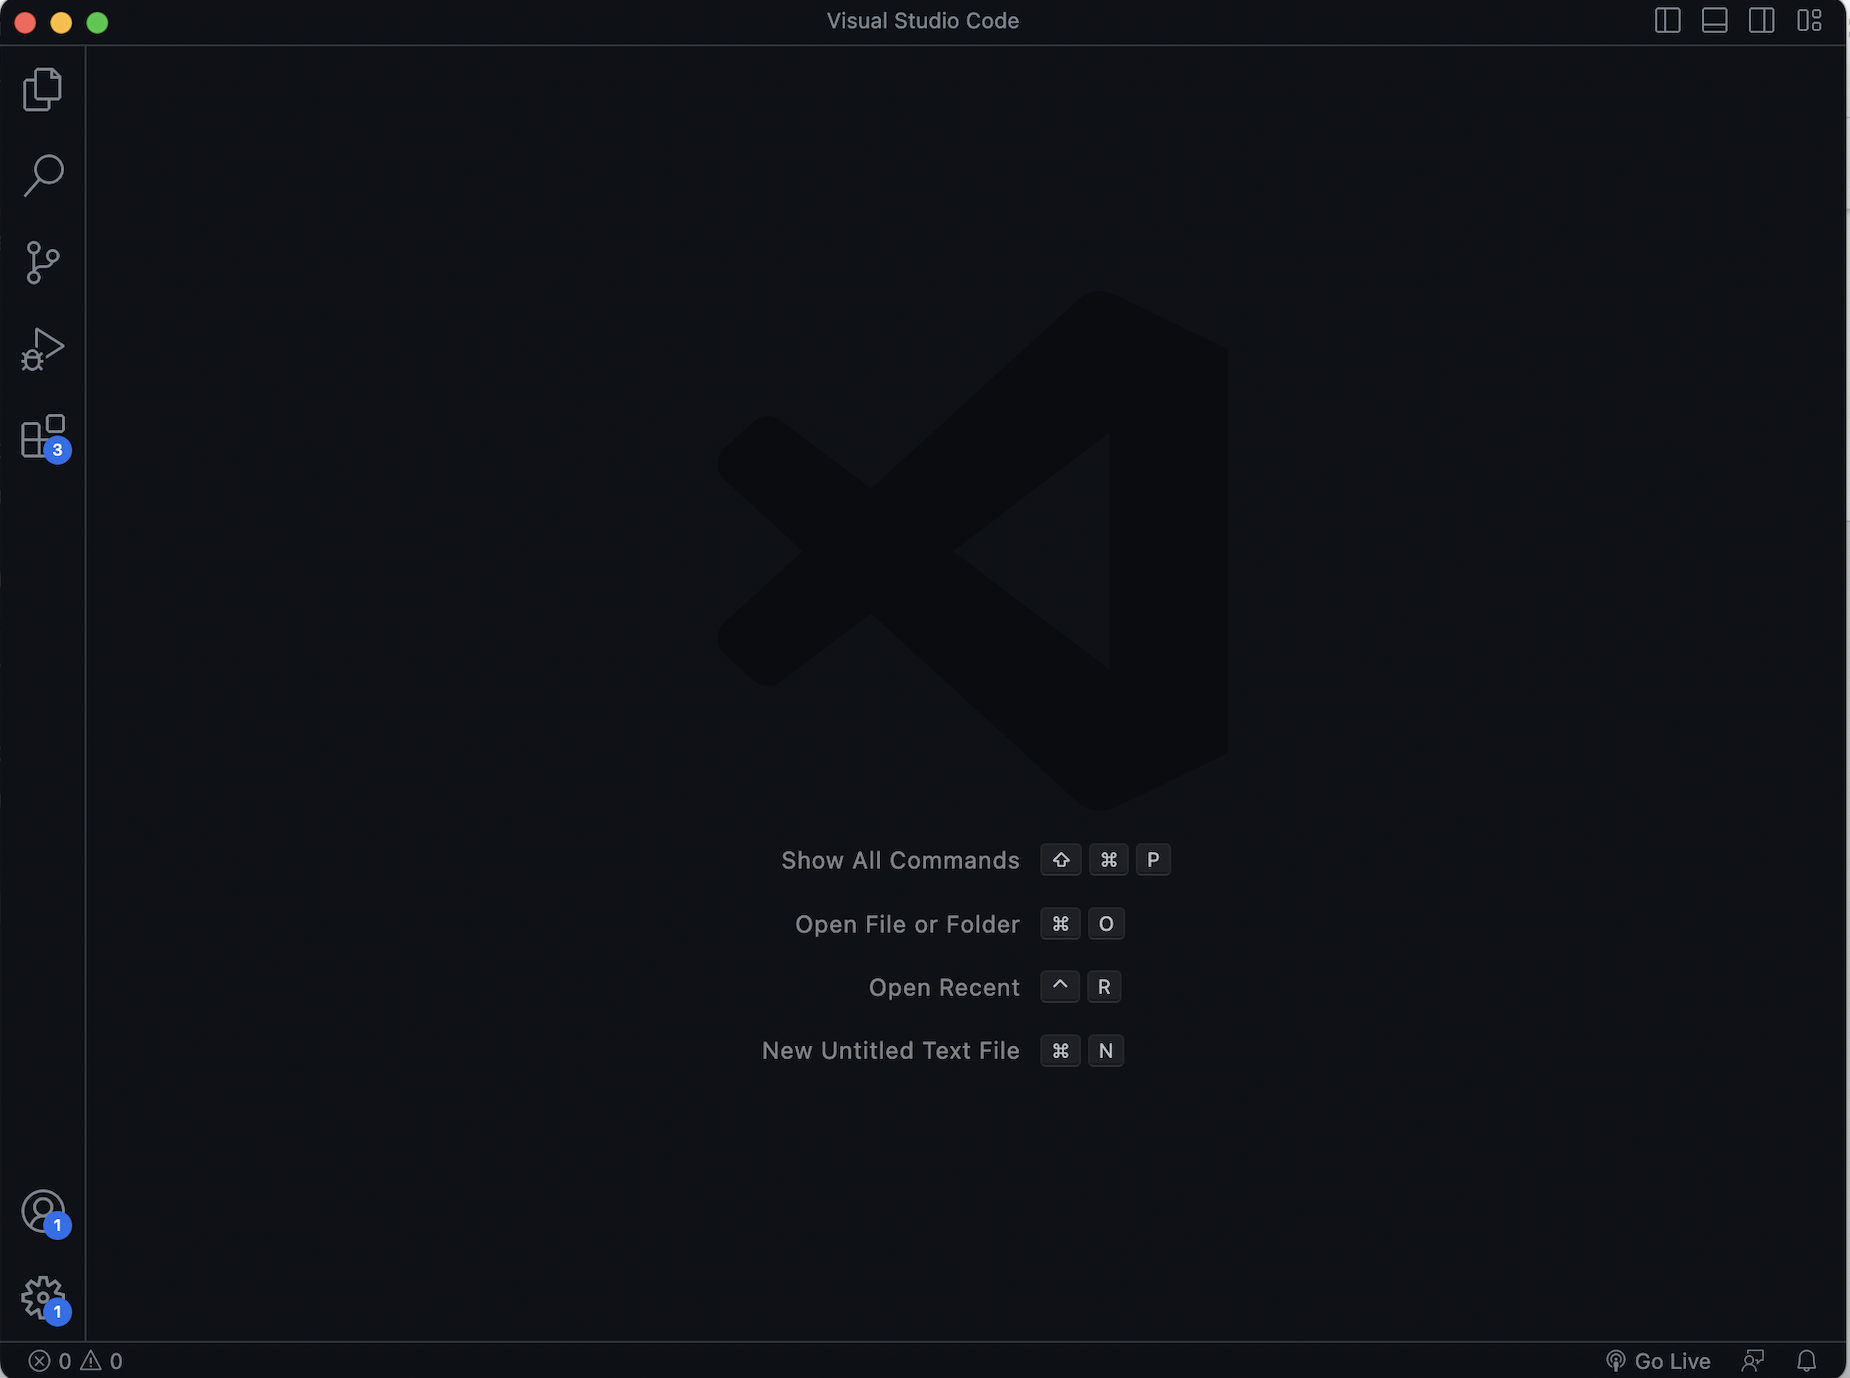 Visual Studio Code
3
Show All Commands ⇧ ⌘ P
Open File or Folder ⌘ O
Open Recent ^ R
New Untitled Text File ⌘ N
1
1
0 0 Go Live